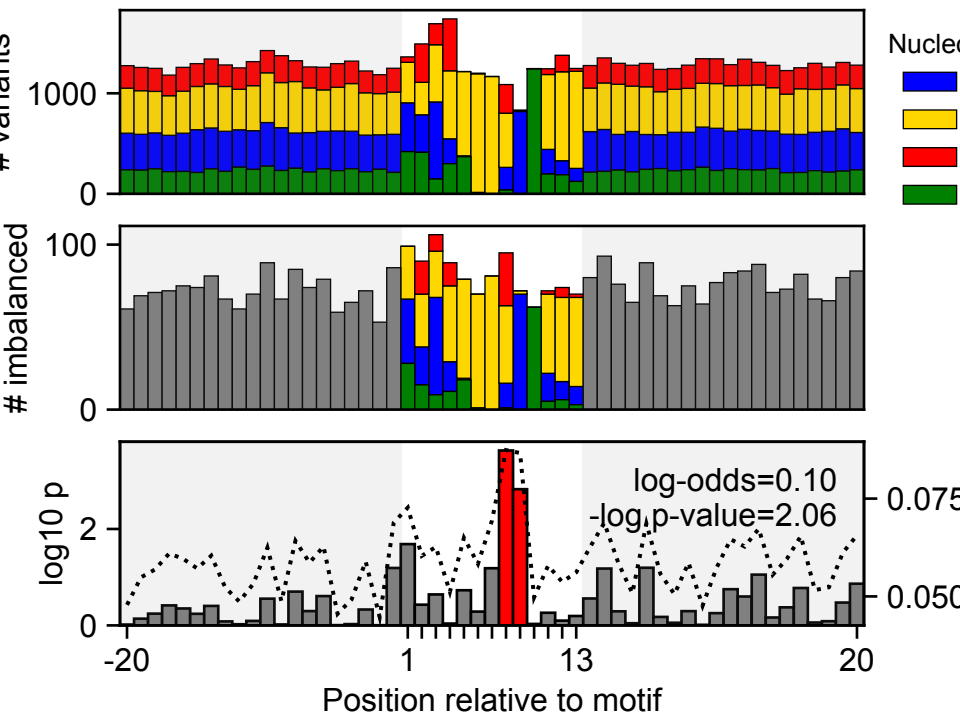 # variants
1000
0
Nucleo
# imbalanced
100
0
log10 p
2
0
log-odds=0.10
-log p-value=2.06
0.075
0.050
-20
1
13
20
Position relative to motif